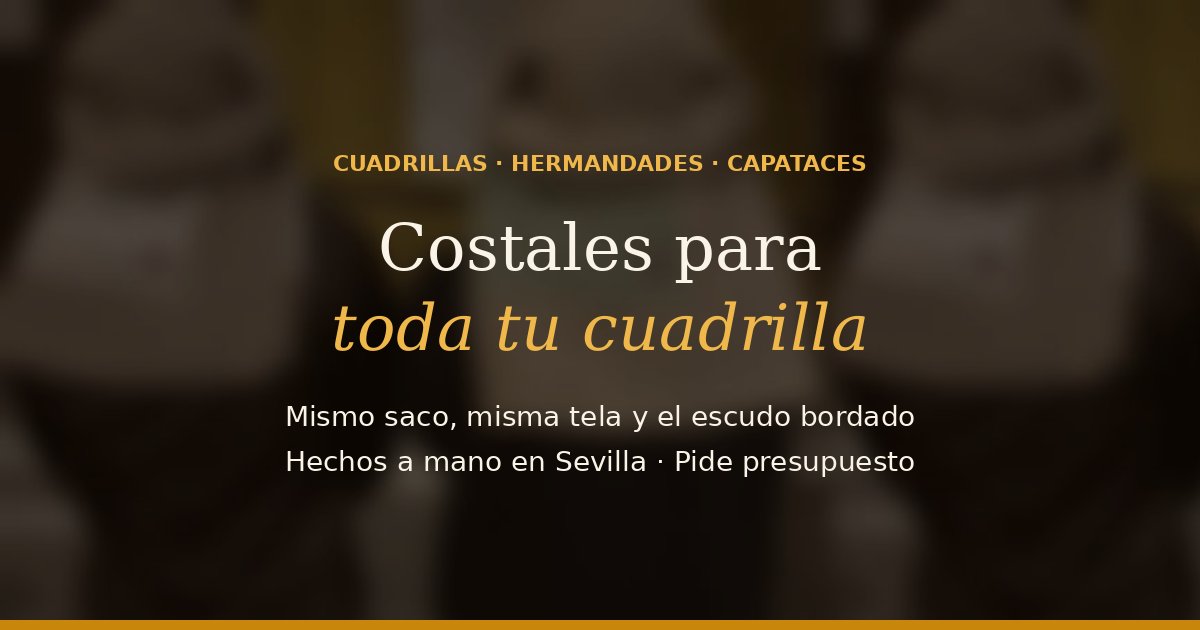 CUADRILLAS · HERMANDADES · CAPATACES
Costales para
toda tu cuadrilla
Mismo saco, misma tela y el escudo bordado
Hechos a mano en Sevilla · Pide presupuesto